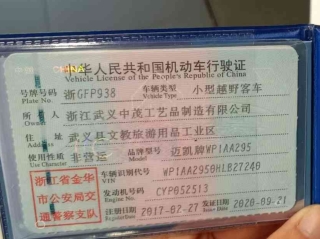 中华人民共和国机动车行驶证
Vehicle License of the People's Republic of China
号牌号码 浙GFP938 车辆类型 小型越野客车
Plate No. Vehicle Type
所有人 浙江武义中茂工艺品制造有限公司
Owner
住址 武义县文教旅游用品工业区
Address
使用性质 非营运 品牌型号 迈凯牌WP1AA295
Use Character Model
浙江省金华市公安局交通警察支队
车辆识别代号 WP1AA2950HLB27240
VIN
发动机号码 CYP052513
Engine No.
注册日期 2017-02-27 发证日期 2020-09-21
Register Date Issue Date